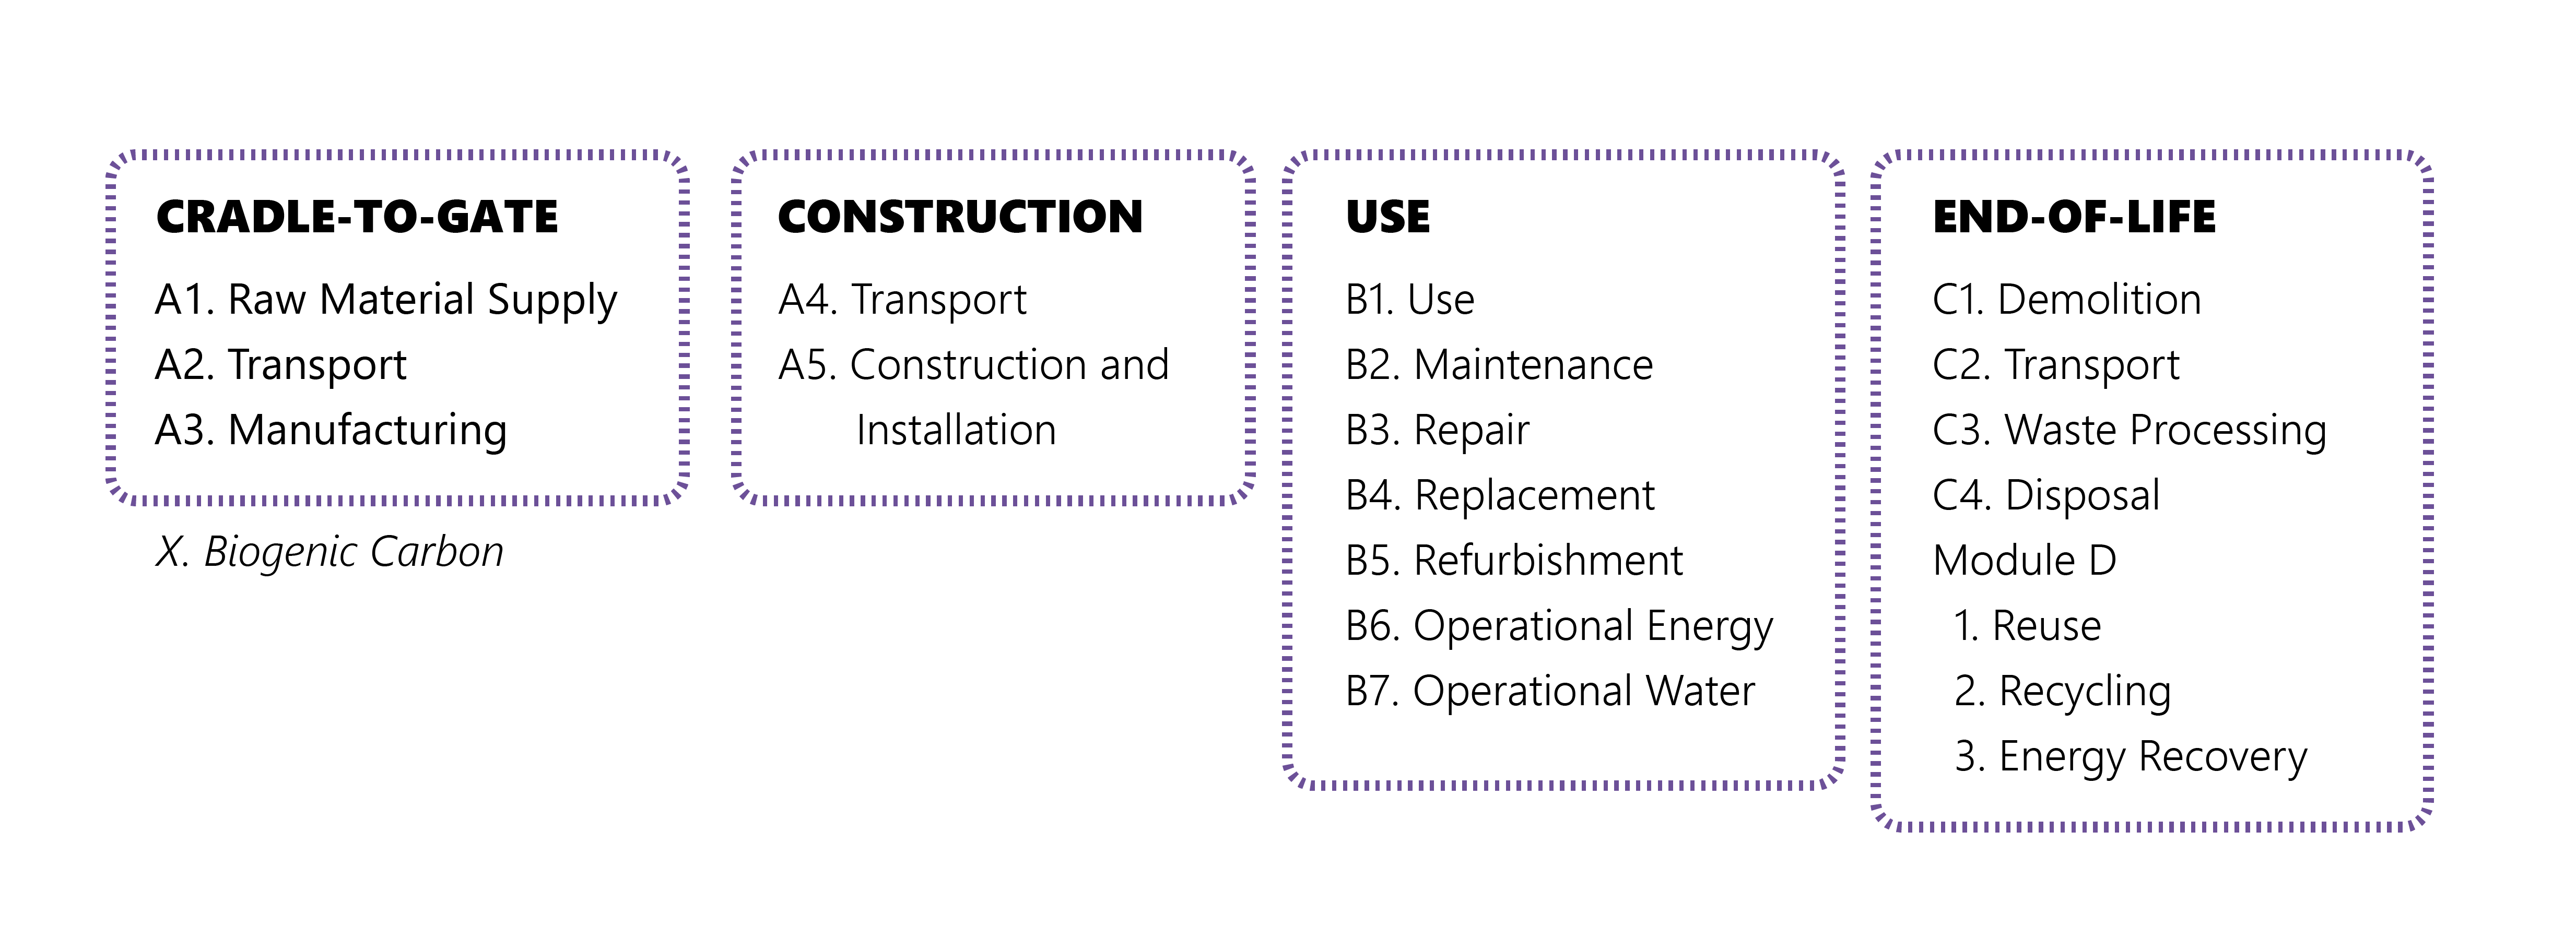 CRADLE-TO-GATE
A1. Raw Material Supply
A2. Transport
A3. Manufacturing
X. Biogenic Carbon
CONSTRUCTION
A4. Transport
A5. Construction and
Installation
USE
B1. Use
B2. Maintenance
B3. Repair
B4. Replacement
B5. Refurbishment
B6. Operational Energy
B7. Operational Water
END-OF-LIFE
C1. Demolition
C2. Transport
C3. Waste Processing
C4. Disposal
Module D
1. Reuse
2. Recycling
3. Energy Recovery